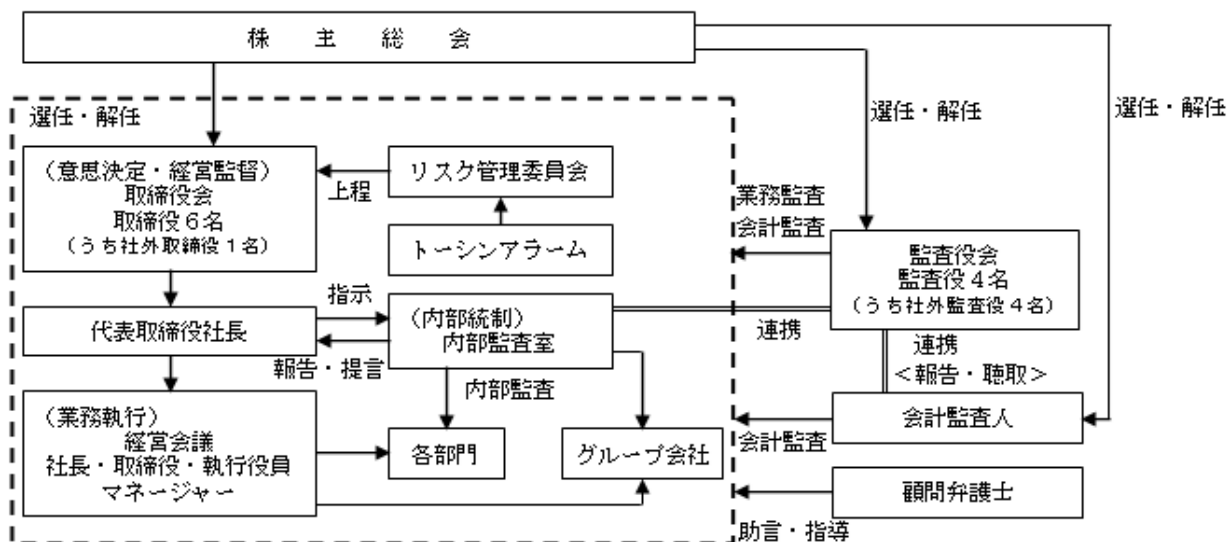 株　主　総　会
選任・解任
選任・解任
選任・解任
（意思決定・経営監督）
取締役会
取締役６名
（うち社外取締役１名）
上程
リスク管理委員会
トーシンアラーム
業務監査
会計監査
監査役会
監査役４名
（うち社外監査役４名）
代表取締役社長
指示
報告・提言
（内部統制）
内部監査室
連携
連携
＜報告・聴取＞
内部監査
（業務執行）
経営会議
社長・取締役・執行役員
マネージャー
各部門
グループ会社
会計監査
会計監査人
顧問弁護士
助言・指導